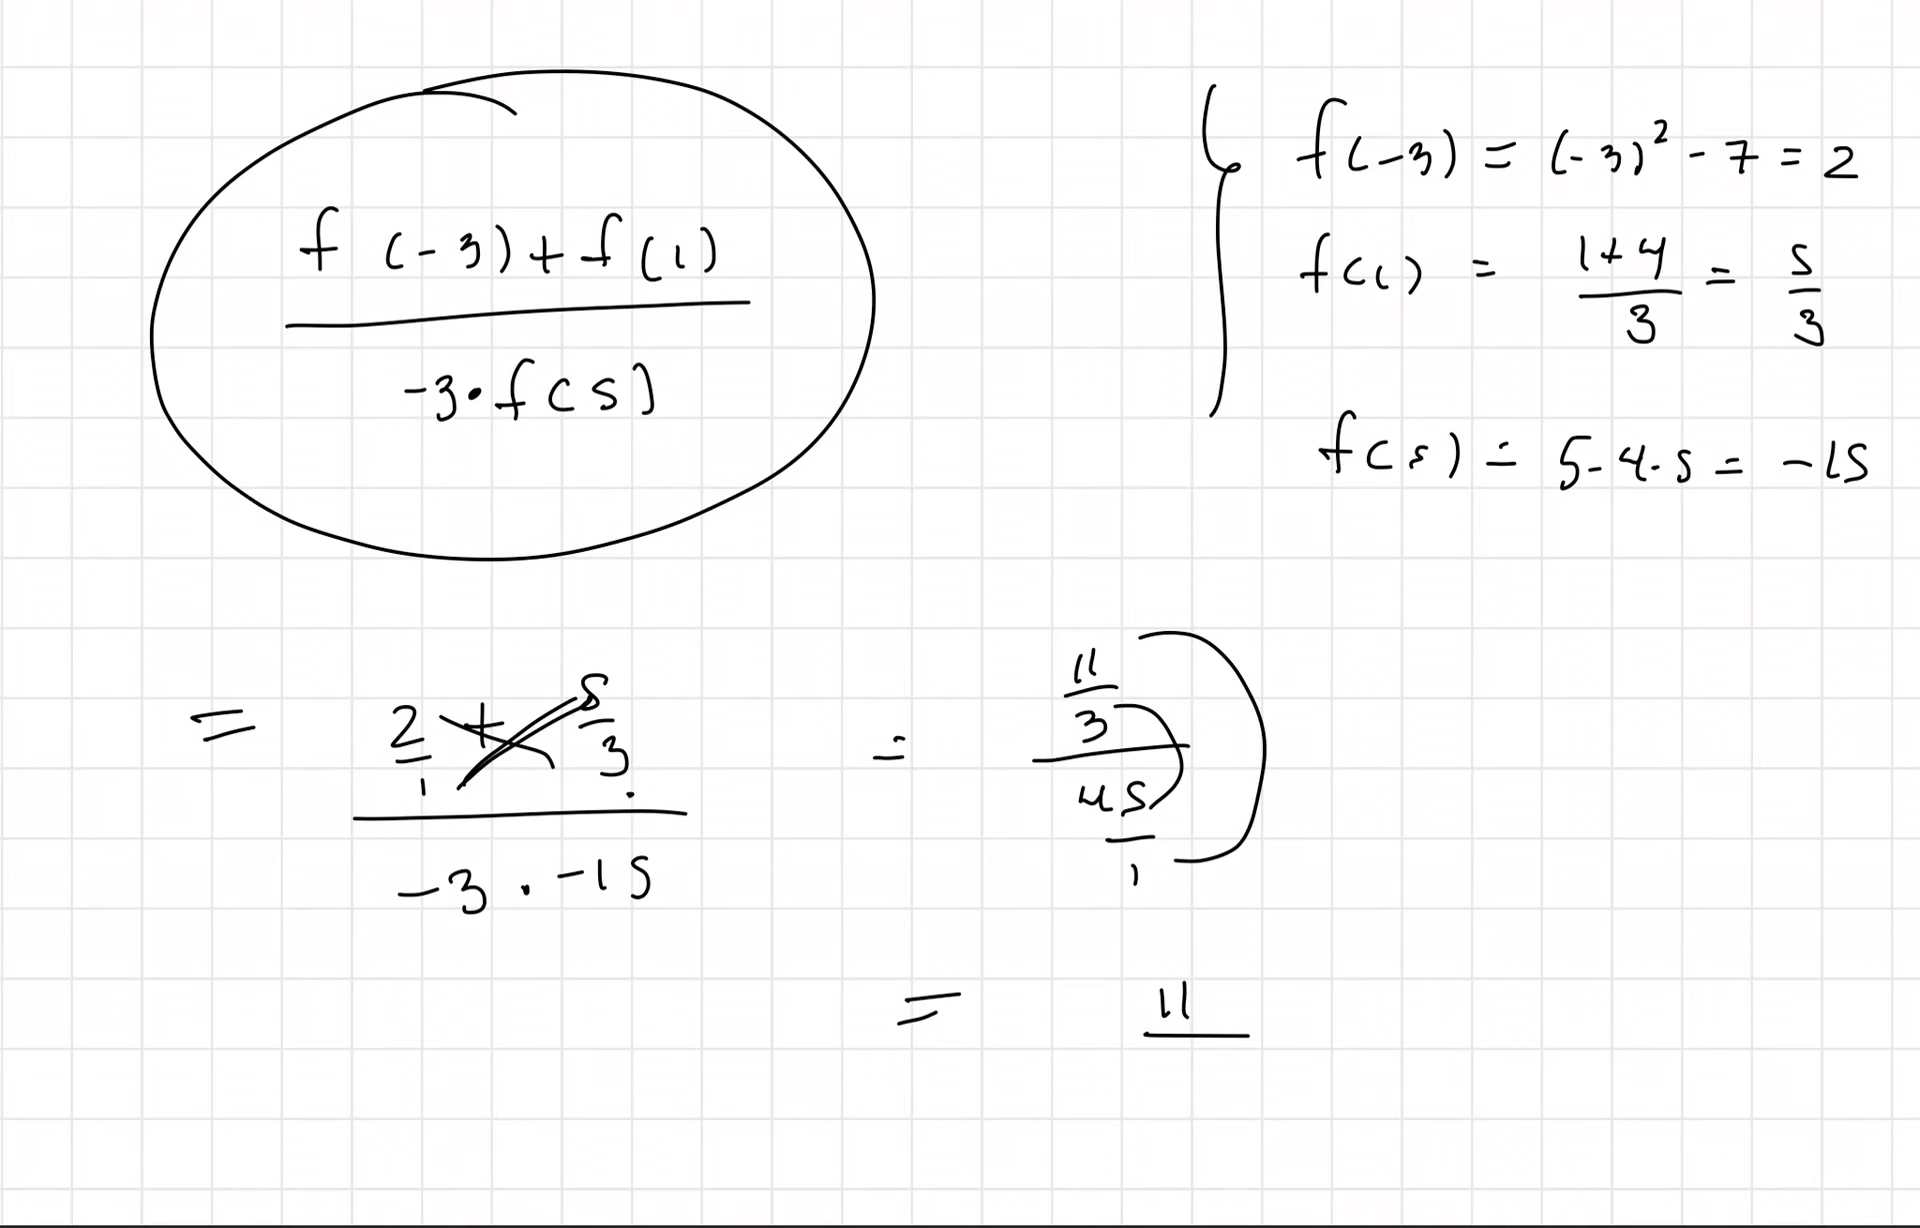 f(-3)+f(1)
-3·f(5)
f(-3) = (-3)² - 7 = 2
f(1) = 1+4/3 = 5/3
f(5) = 5-4·5 = -15
= 2/1 + 5/3
-3 · -15
= 11/3
45/1
= 11